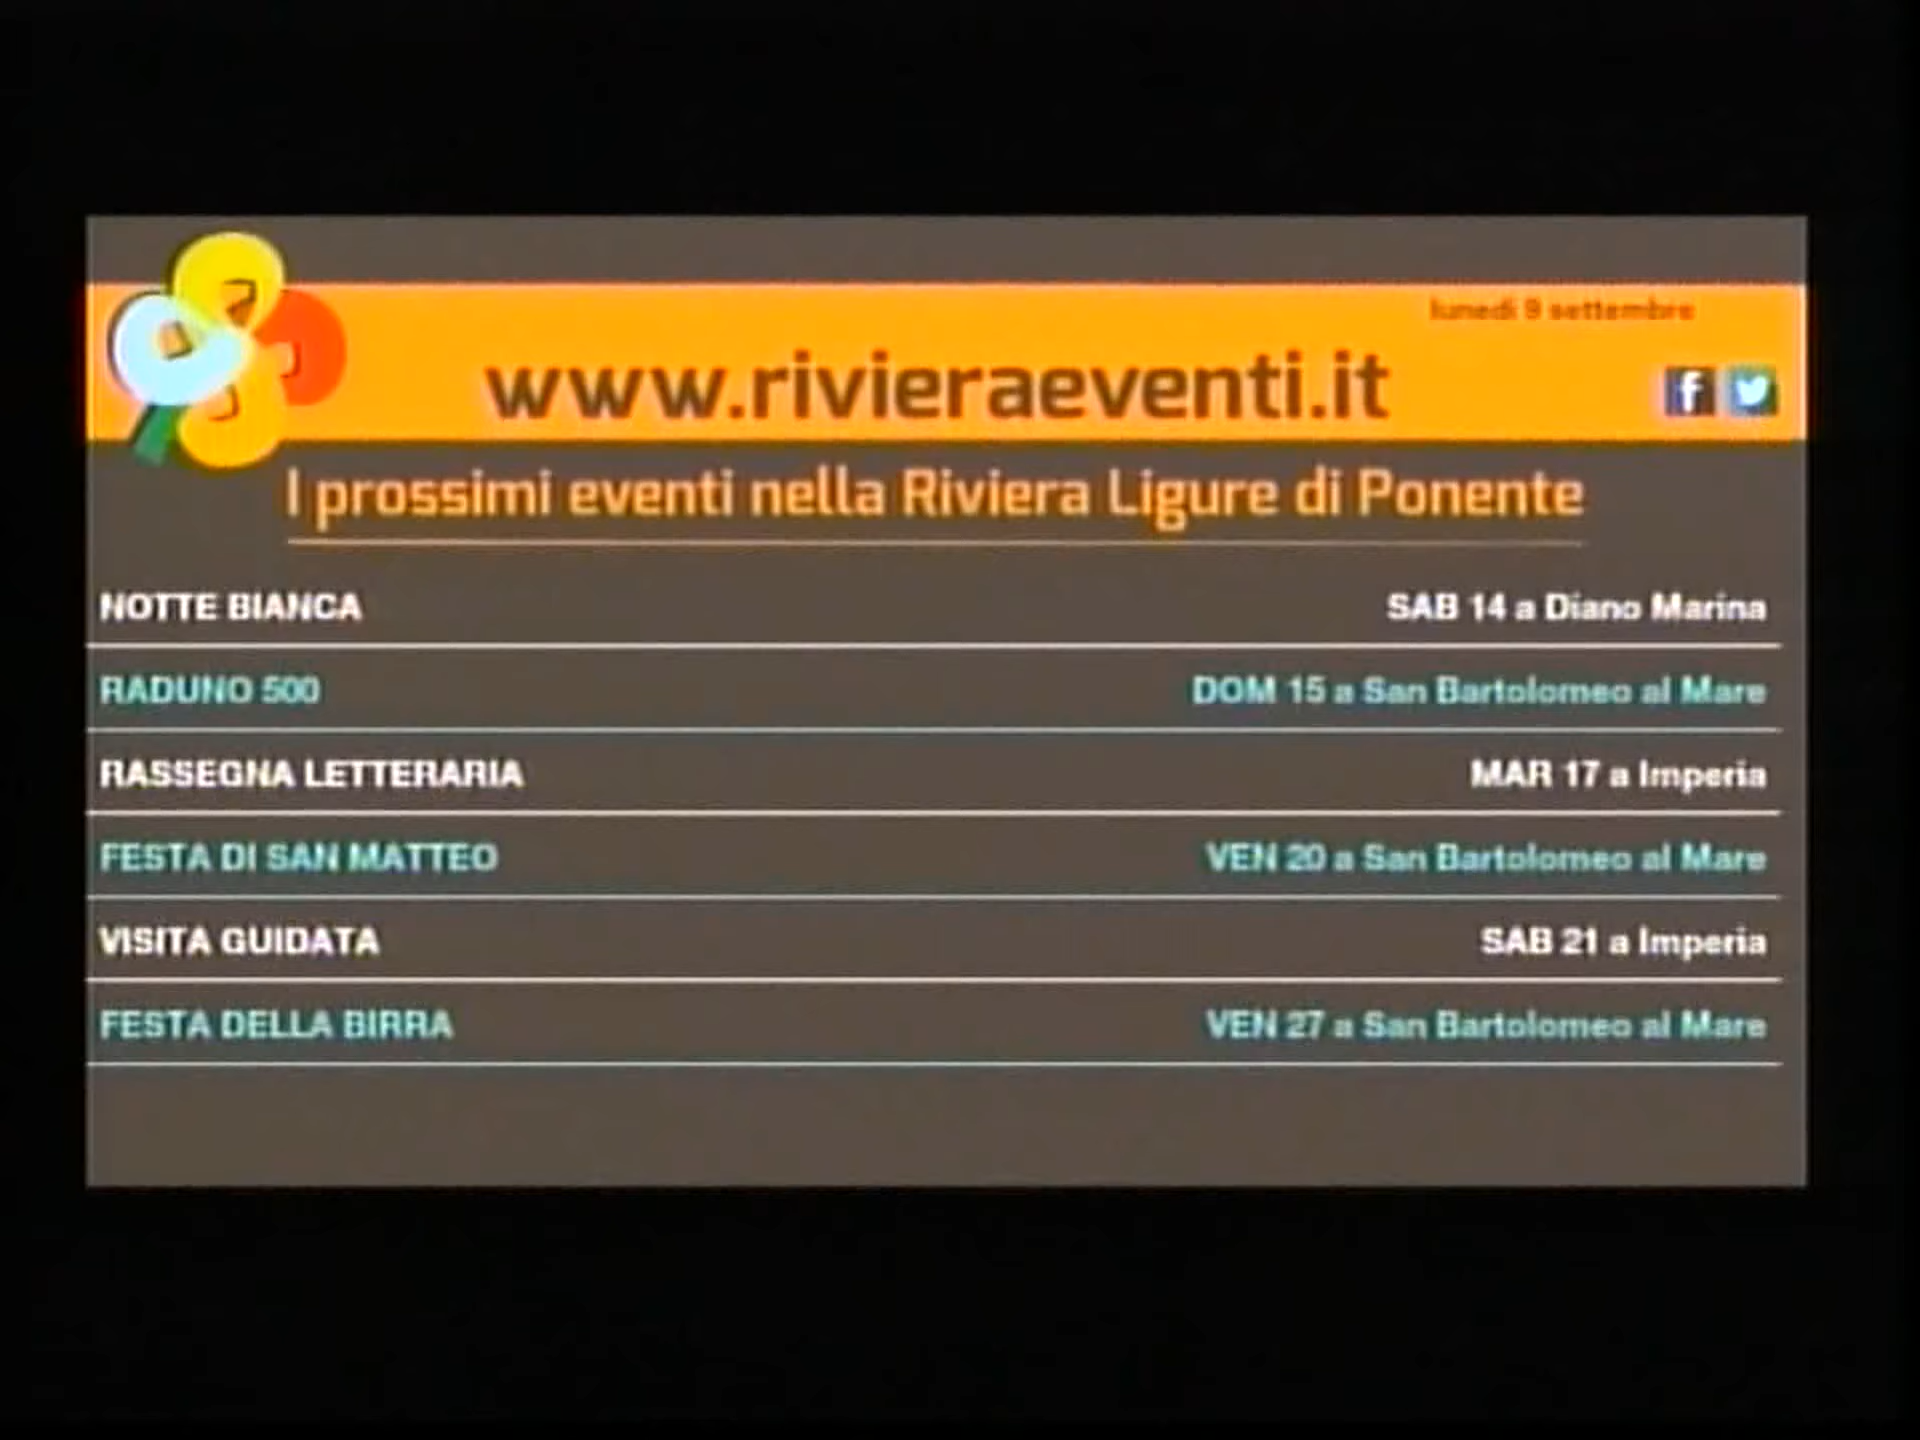 lunedì 9 settembre
www.rivieraeventi.it
I prossimi eventi nella Riviera Ligure di Ponente
NOTTE BIANCA SAB 14 a Diano Marina
RADUNO 500 DOM 15 a San Bartolomeo al Mare
RASSEGNA LETTERARIA MAR 17 a Imperia
FESTA DI SAN MATTEO VEN 20 a San Bartolomeo al Mare
VISITA GUIDATA SAB 21 a Imperia
FESTA DELLA BIRRA VEN 27 a San Bartolomeo al Mare